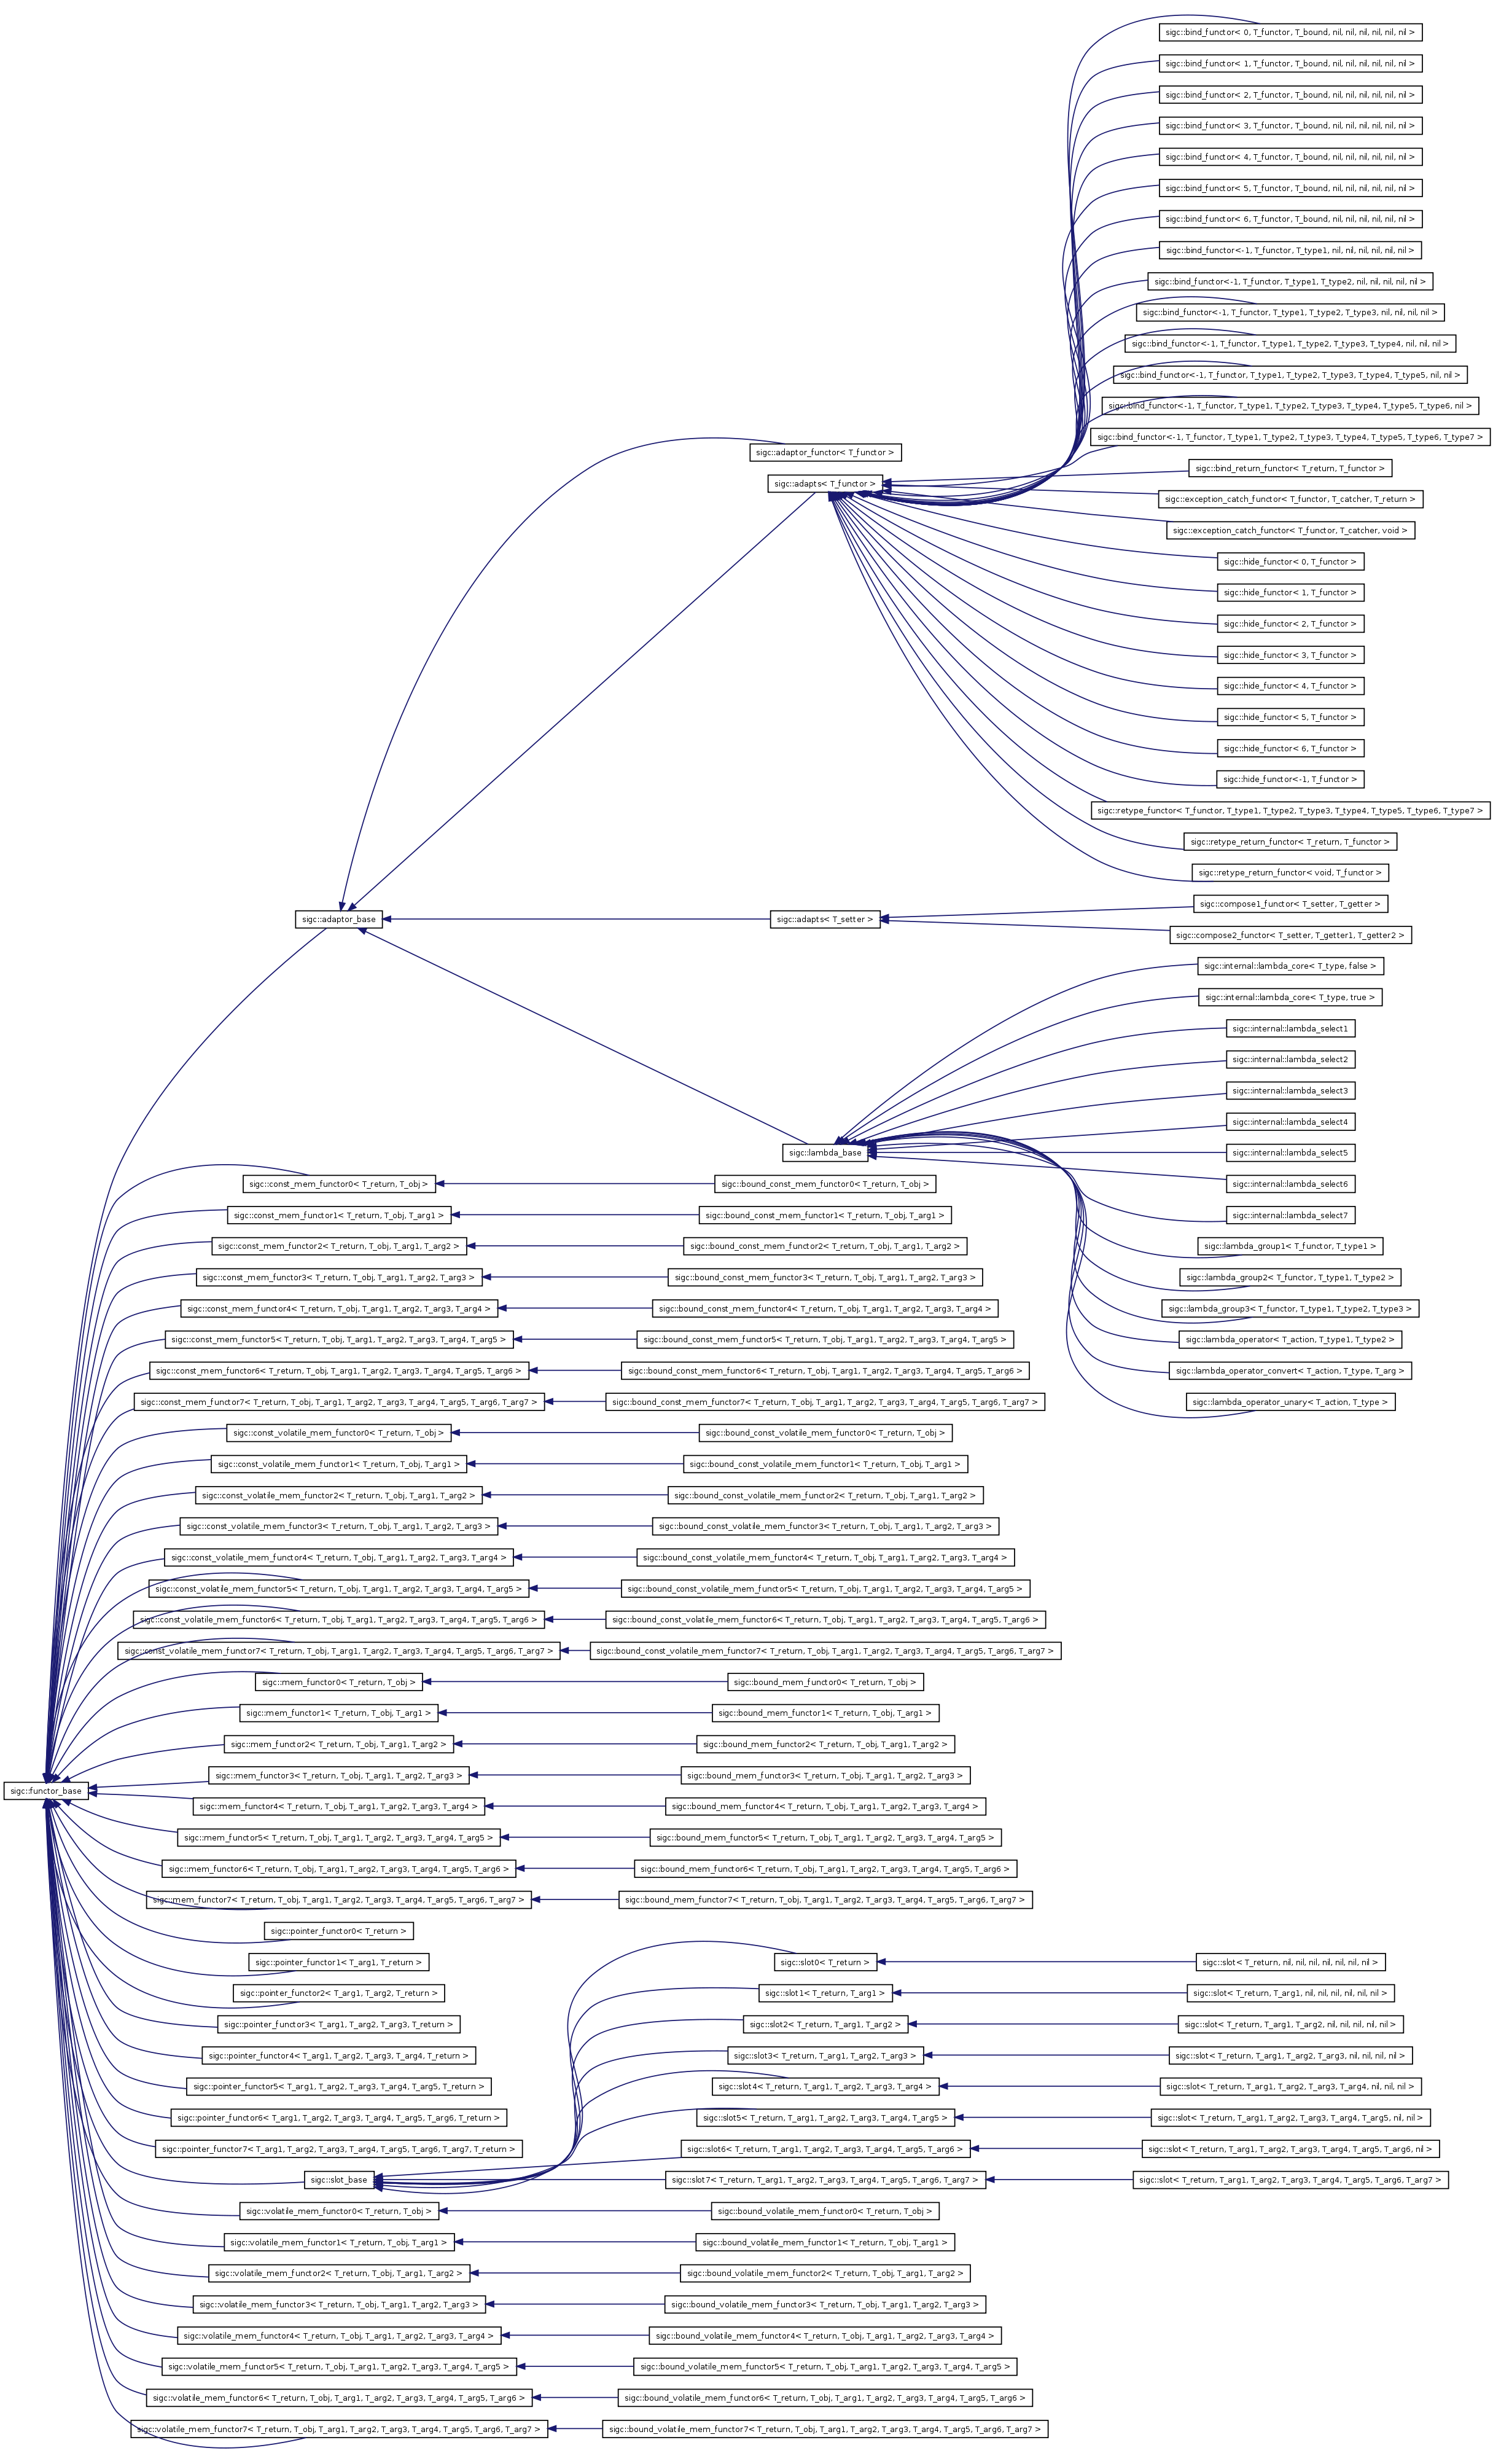 sigc::bind_functor< 0, T_functor, T_bound, nil, nil, nil, nil, nil, nil >
sigc::bind_functor< 1, T_functor, T_bound, nil, nil, nil, nil, nil, nil >
sigc::bind_functor< 2, T_functor, T_bound, nil, nil, nil, nil, nil, nil >
sigc::bind_functor< 3, T_functor, T_bound, nil, nil, nil, nil, nil, nil >
sigc::bind_functor< 4, T_functor, T_bound, nil, nil, nil, nil, nil, nil >
sigc::bind_functor< 5, T_functor, T_bound, nil, nil, nil, nil, nil, nil >
sigc::bind_functor< 6, T_functor, T_bound, nil, nil, nil, nil, nil, nil >
sigc::bind_functor<-1, T_functor, T_type1, nil, nil, nil, nil, nil, nil >
sigc::bind_functor<-1, T_functor, T_type1, T_type2, nil, nil, nil, nil, nil >
sigc::bind_functor<-1, T_functor, T_type1, T_type2, T_type3, nil, nil, nil, nil >
sigc::bind_functor<-1, T_functor, T_type1, T_type2, T_type3, T_type4, nil, nil, nil >
sigc::bind_functor<-1, T_functor, T_type1, T_type2, T_type3, T_type4, T_type5, nil, nil >
sigc::bind_functor<-1, T_functor, T_type1, T_type2, T_type3, T_type4, T_type5, T_type6, nil >
sigc::bind_functor<-1, T_functor, T_type1, T_type2, T_type3, T_type4, T_type5, T_type6, T_type7 >
sigc::adaptor_functor< T_functor >
sigc::adapts< T_functor >
sigc::bind_return_functor< T_return, T_functor >
sigc::exception_catch_functor< T_functor, T_catcher, T_return >
sigc::exception_catch_functor< T_functor, T_catcher, void >
sigc::hide_functor< 0, T_functor >
sigc::hide_functor< 1, T_functor >
sigc::hide_functor< 2, T_functor >
sigc::hide_functor< 3, T_functor >
sigc::hide_functor< 4, T_functor >
sigc::hide_functor< 5, T_functor >
sigc::hide_functor< 6, T_functor >
sigc::hide_functor<-1, T_functor >
sigc::retype_functor< T_functor, T_type1, T_type2, T_type3, T_type4, T_type5, T_type6, T_type7 >
sigc::retype_return_functor< T_return, T_functor >
sigc::retype_return_functor< void, T_functor >
sigc::adaptor_base
sigc::adapts< T_setter >
sigc::compose1_functor< T_setter, T_getter >
sigc::compose2_functor< T_setter, T_getter1, T_getter2 >
sigc::internal::lambda_core< T_type, false >
sigc::internal::lambda_core< T_type, true >
sigc::internal::lambda_select1
sigc::internal::lambda_select2
sigc::internal::lambda_select3
sigc::internal::lambda_select4
sigc::lambda_base
sigc::internal::lambda_select5
sigc::internal::lambda_select6
sigc::internal::lambda_select7
sigc::lambda_group1< T_functor, T_type1 >
sigc::lambda_group2< T_functor, T_type1, T_type2 >
sigc::lambda_group3< T_functor, T_type1, T_type2, T_type3 >
sigc::lambda_operator< T_action, T_type1, T_type2 >
sigc::lambda_operator_convert< T_action, T_type, T_arg >
sigc::lambda_operator_unary< T_action, T_type >
sigc::const_mem_functor0< T_return, T_obj >
sigc::bound_const_mem_functor0< T_return, T_obj >
sigc::const_mem_functor1< T_return, T_obj, T_arg1 >
sigc::bound_const_mem_functor1< T_return, T_obj, T_arg1 >
sigc::const_mem_functor2< T_return, T_obj, T_arg1, T_arg2 >
sigc::bound_const_mem_functor2< T_return, T_obj, T_arg1, T_arg2 >
sigc::const_mem_functor3< T_return, T_obj, T_arg1, T_arg2, T_arg3 >
sigc::bound_const_mem_functor3< T_return, T_obj, T_arg1, T_arg2, T_arg3 >
sigc::const_mem_functor4< T_return, T_obj, T_arg1, T_arg2, T_arg3, T_arg4 >
sigc::bound_const_mem_functor4< T_return, T_obj, T_arg1, T_arg2, T_arg3, T_arg4 >
sigc::const_mem_functor5< T_return, T_obj, T_arg1, T_arg2, T_arg3, T_arg4, T_arg5 >
sigc::bound_const_mem_functor5< T_return, T_obj, T_arg1, T_arg2, T_arg3, T_arg4, T_arg5 >
sigc::const_mem_functor6< T_return, T_obj, T_arg1, T_arg2, T_arg3, T_arg4, T_arg5, T_arg6 >
sigc::bound_const_mem_functor6< T_return, T_obj, T_arg1, T_arg2, T_arg3, T_arg4, T_arg5, T_arg6 >
sigc::const_mem_functor7< T_return, T_obj, T_arg1, T_arg2, T_arg3, T_arg4, T_arg5, T_arg6, T_arg7 >
sigc::bound_const_mem_functor7< T_return, T_obj, T_arg1, T_arg2, T_arg3, T_arg4, T_arg5, T_arg6, T_arg7 >
sigc::const_volatile_mem_functor0< T_return, T_obj >
sigc::bound_const_volatile_mem_functor0< T_return, T_obj >
sigc::const_volatile_mem_functor1< T_return, T_obj, T_arg1 >
sigc::bound_const_volatile_mem_functor1< T_return, T_obj, T_arg1 >
sigc::const_volatile_mem_functor2< T_return, T_obj, T_arg1, T_arg2 >
sigc::bound_const_volatile_mem_functor2< T_return, T_obj, T_arg1, T_arg2 >
sigc::const_volatile_mem_functor3< T_return, T_obj, T_arg1, T_arg2, T_arg3 >
sigc::bound_const_volatile_mem_functor3< T_return, T_obj, T_arg1, T_arg2, T_arg3 >
sigc::const_volatile_mem_functor4< T_return, T_obj, T_arg1, T_arg2, T_arg3, T_arg4 >
sigc::bound_const_volatile_mem_functor4< T_return, T_obj, T_arg1, T_arg2, T_arg3, T_arg4 >
sigc::const_volatile_mem_functor5< T_return, T_obj, T_arg1, T_arg2, T_arg3, T_arg4, T_arg5 >
sigc::bound_const_volatile_mem_functor5< T_return, T_obj, T_arg1, T_arg2, T_arg3, T_arg4, T_arg5 >
sigc::const_volatile_mem_functor6< T_return, T_obj, T_arg1, T_arg2, T_arg3, T_arg4, T_arg5, T_arg6 >
sigc::bound_const_volatile_mem_functor6< T_return, T_obj, T_arg1, T_arg2, T_arg3, T_arg4, T_arg5, T_arg6 >
sigc::const_volatile_mem_functor7< T_return, T_obj, T_arg1, T_arg2, T_arg3, T_arg4, T_arg5, T_arg6, T_arg7 >
sigc::bound_const_volatile_mem_functor7< T_return, T_obj, T_arg1, T_arg2, T_arg3, T_arg4, T_arg5, T_arg6, T_arg7 >
sigc::mem_functor0< T_return, T_obj >
sigc::bound_mem_functor0< T_return, T_obj >
sigc::mem_functor1< T_return, T_obj, T_arg1 >
sigc::bound_mem_functor1< T_return, T_obj, T_arg1 >
sigc::mem_functor2< T_return, T_obj, T_arg1, T_arg2 >
sigc::bound_mem_functor2< T_return, T_obj, T_arg1, T_arg2 >
sigc::mem_functor3< T_return, T_obj, T_arg1, T_arg2, T_arg3 >
sigc::bound_mem_functor3< T_return, T_obj, T_arg1, T_arg2, T_arg3 >
sigc::functor_base
sigc::mem_functor4< T_return, T_obj, T_arg1, T_arg2, T_arg3, T_arg4 >
sigc::bound_mem_functor4< T_return, T_obj, T_arg1, T_arg2, T_arg3, T_arg4 >
sigc::mem_functor5< T_return, T_obj, T_arg1, T_arg2, T_arg3, T_arg4, T_arg5 >
sigc::bound_mem_functor5< T_return, T_obj, T_arg1, T_arg2, T_arg3, T_arg4, T_arg5 >
sigc::mem_functor6< T_return, T_obj, T_arg1, T_arg2, T_arg3, T_arg4, T_arg5, T_arg6 >
sigc::bound_mem_functor6< T_return, T_obj, T_arg1, T_arg2, T_arg3, T_arg4, T_arg5, T_arg6 >
sigc::mem_functor7< T_return, T_obj, T_arg1, T_arg2, T_arg3, T_arg4, T_arg5, T_arg6, T_arg7 >
sigc::bound_mem_functor7< T_return, T_obj, T_arg1, T_arg2, T_arg3, T_arg4, T_arg5, T_arg6, T_arg7 >
sigc::pointer_functor0< T_return >
sigc::pointer_functor1< T_arg1, T_return >
sigc::slot0< T_return >
sigc::slot< T_return, nil, nil, nil, nil, nil, nil, nil >
sigc::pointer_functor2< T_arg1, T_arg2, T_return >
sigc::slot1< T_return, T_arg1 >
sigc::slot< T_return, T_arg1, nil, nil, nil, nil, nil, nil >
sigc::pointer_functor3< T_arg1, T_arg2, T_arg3, T_return >
sigc::slot2< T_return, T_arg1, T_arg2 >
sigc::slot< T_return, T_arg1, T_arg2, nil, nil, nil, nil, nil >
sigc::pointer_functor4< T_arg1, T_arg2, T_arg3, T_arg4, T_return >
sigc::slot3< T_return, T_arg1, T_arg2, T_arg3 >
sigc::slot< T_return, T_arg1, T_arg2, T_arg3, nil, nil, nil, nil >
sigc::pointer_functor5< T_arg1, T_arg2, T_arg3, T_arg4, T_arg5, T_return >
sigc::slot4< T_return, T_arg1, T_arg2, T_arg3, T_arg4 >
sigc::slot< T_return, T_arg1, T_arg2, T_arg3, T_arg4, nil, nil, nil >
sigc::pointer_functor6< T_arg1, T_arg2, T_arg3, T_arg4, T_arg5, T_arg6, T_return >
sigc::slot5< T_return, T_arg1, T_arg2, T_arg3, T_arg4, T_arg5 >
sigc::slot< T_return, T_arg1, T_arg2, T_arg3, T_arg4, T_arg5, nil, nil >
sigc::pointer_functor7< T_arg1, T_arg2, T_arg3, T_arg4, T_arg5, T_arg6, T_arg7, T_return >
sigc::slot6< T_return, T_arg1, T_arg2, T_arg3, T_arg4, T_arg5, T_arg6 >
sigc::slot< T_return, T_arg1, T_arg2, T_arg3, T_arg4, T_arg5, T_arg6, nil >
sigc::slot_base
sigc::slot7< T_return, T_arg1, T_arg2, T_arg3, T_arg4, T_arg5, T_arg6, T_arg7 >
sigc::slot< T_return, T_arg1, T_arg2, T_arg3, T_arg4, T_arg5, T_arg6, T_arg7 >
sigc::volatile_mem_functor0< T_return, T_obj >
sigc::bound_volatile_mem_functor0< T_return, T_obj >
sigc::volatile_mem_functor1< T_return, T_obj, T_arg1 >
sigc::bound_volatile_mem_functor1< T_return, T_obj, T_arg1 >
sigc::volatile_mem_functor2< T_return, T_obj, T_arg1, T_arg2 >
sigc::bound_volatile_mem_functor2< T_return, T_obj, T_arg1, T_arg2 >
sigc::volatile_mem_functor3< T_return, T_obj, T_arg1, T_arg2, T_arg3 >
sigc::bound_volatile_mem_functor3< T_return, T_obj, T_arg1, T_arg2, T_arg3 >
sigc::volatile_mem_functor4< T_return, T_obj, T_arg1, T_arg2, T_arg3, T_arg4 >
sigc::bound_volatile_mem_functor4< T_return, T_obj, T_arg1, T_arg2, T_arg3, T_arg4 >
sigc::volatile_mem_functor5< T_return, T_obj, T_arg1, T_arg2, T_arg3, T_arg4, T_arg5 >
sigc::bound_volatile_mem_functor5< T_return, T_obj, T_arg1, T_arg2, T_arg3, T_arg4, T_arg5 >
sigc::volatile_mem_functor6< T_return, T_obj, T_arg1, T_arg2, T_arg3, T_arg4, T_arg5, T_arg6 >
sigc::bound_volatile_mem_functor6< T_return, T_obj, T_arg1, T_arg2, T_arg3, T_arg4, T_arg5, T_arg6 >
sigc::volatile_mem_functor7< T_return, T_obj, T_arg1, T_arg2, T_arg3, T_arg4, T_arg5, T_arg6, T_arg7 >
sigc::bound_volatile_mem_functor7< T_return, T_obj, T_arg1, T_arg2, T_arg3, T_arg4, T_arg5, T_arg6, T_arg7 >